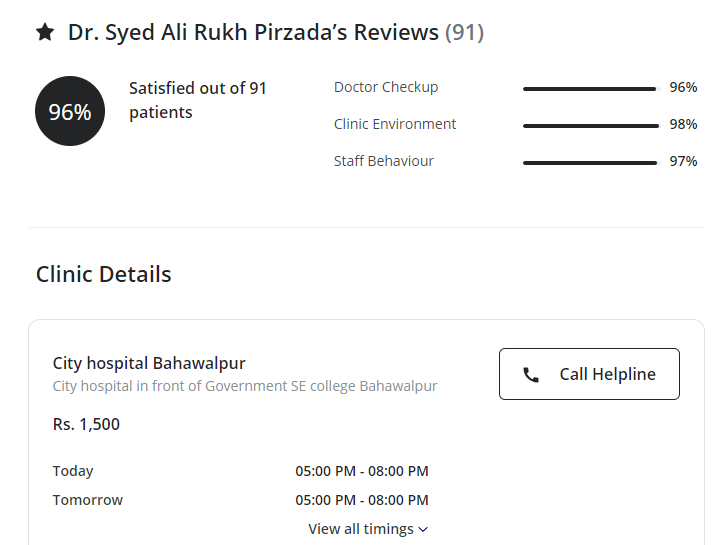 Dr. Syed Ali Rukh Pirzada’s Reviews (91)
96%
Satisfied out of 91
patients
Doctor Checkup 96%
Clinic Environment 98%
Staff Behaviour 97%
Clinic Details
City hospital Bahawalpur
City hospital in front of Government SE college Bahawalpur
Call Helpline
Rs. 1,500
Today 05:00 PM - 08:00 PM
Tomorrow 05:00 PM - 08:00 PM
View all timings